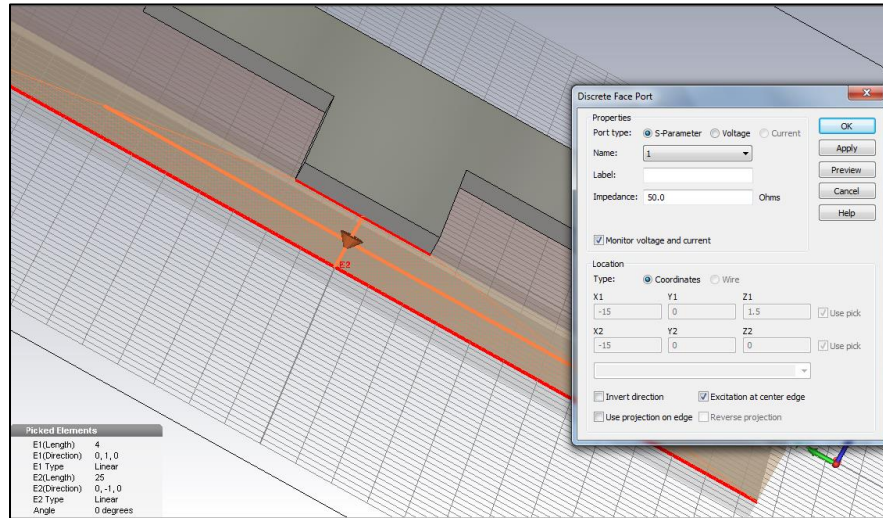 E2
Picked Elements
E1(Length) 4
E1(Direction) 0, 1, 0
E1 Type Linear
E2(Length) 25
E2(Direction) 0, -1, 0
E2 Type Linear
Angle 0 degrees
Discrete Face Port
Properties
Port type: S-Parameter Voltage Current
Name: 1
Label:
Impedance: 50.0 Ohms
Monitor voltage and current
OK
Apply
Preview
Cancel
Help
Location
Type: Coordinates Wire
X1 Y1 Z1
-15 0 1.5 Use pick
X2 Y2 Z2
-15 0 0 Use pick
Invert direction Excitation at center edge
Use projection on edge Reverse projection